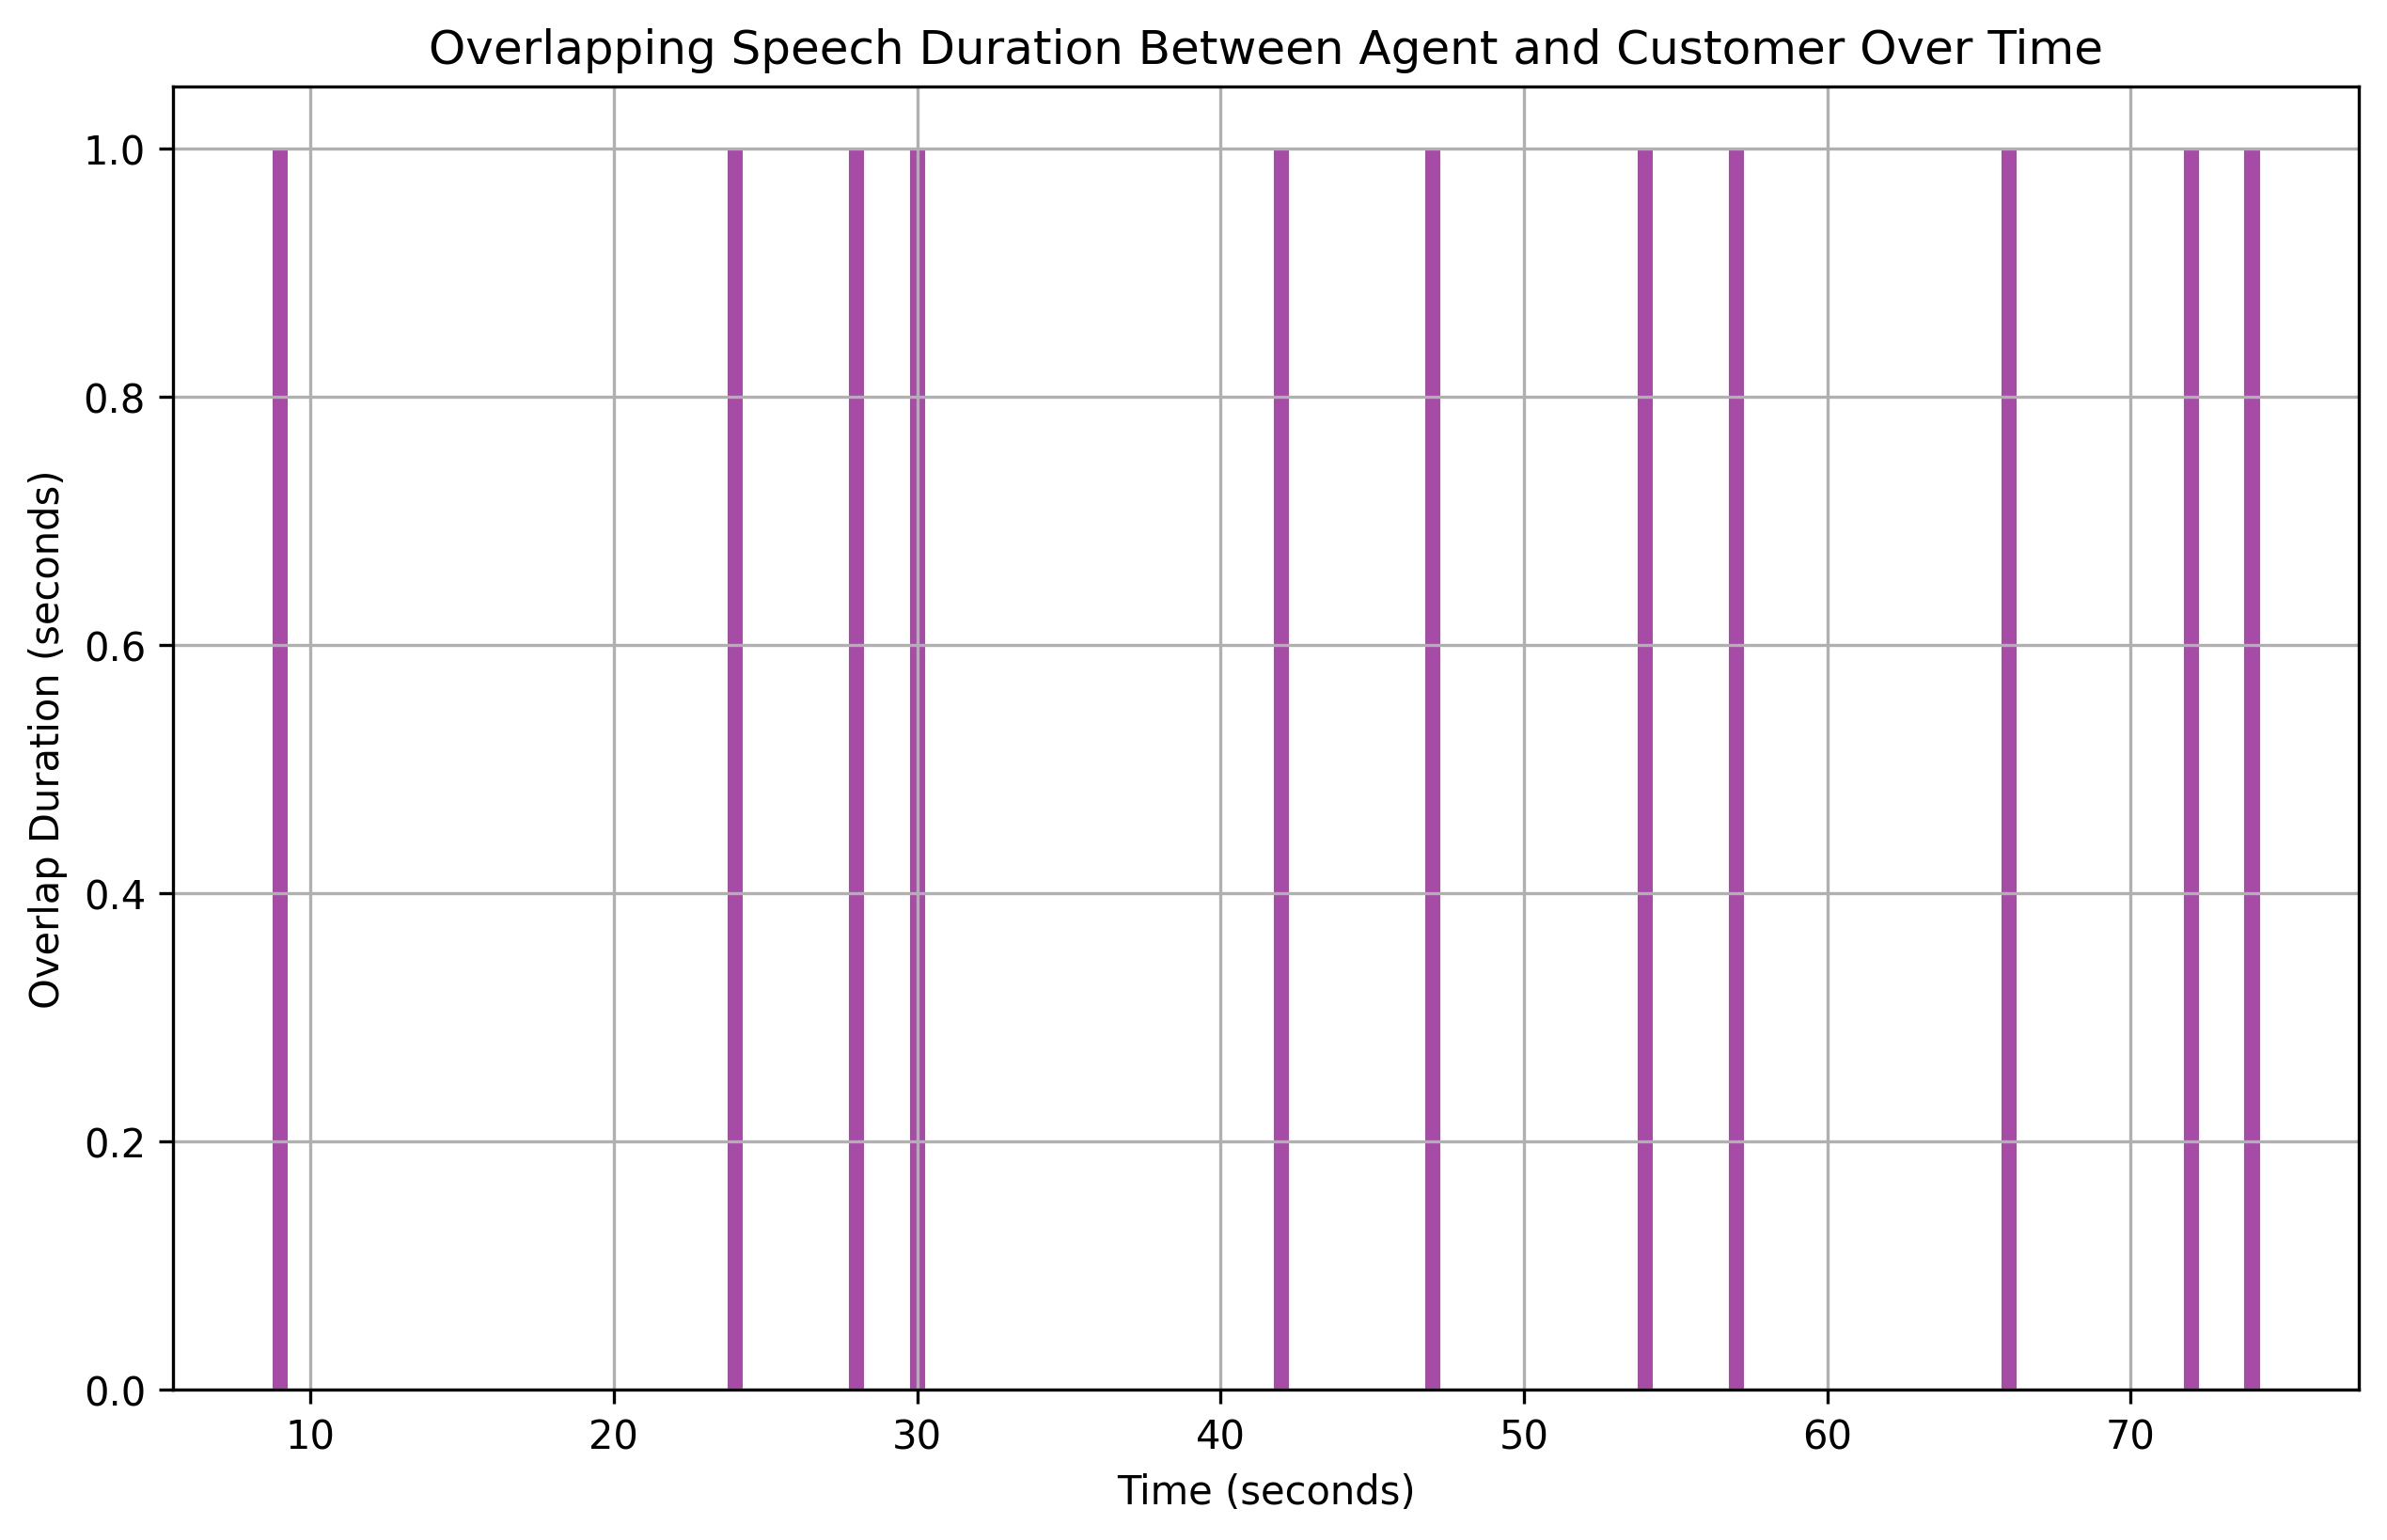 Overlapping Speech Duration Between Agent and Customer Over Time
Overlap Duration (seconds)
1.0
0.8
0.6
0.4
0.2
0.0
10 20 30 40 50 60 70
Time (seconds)